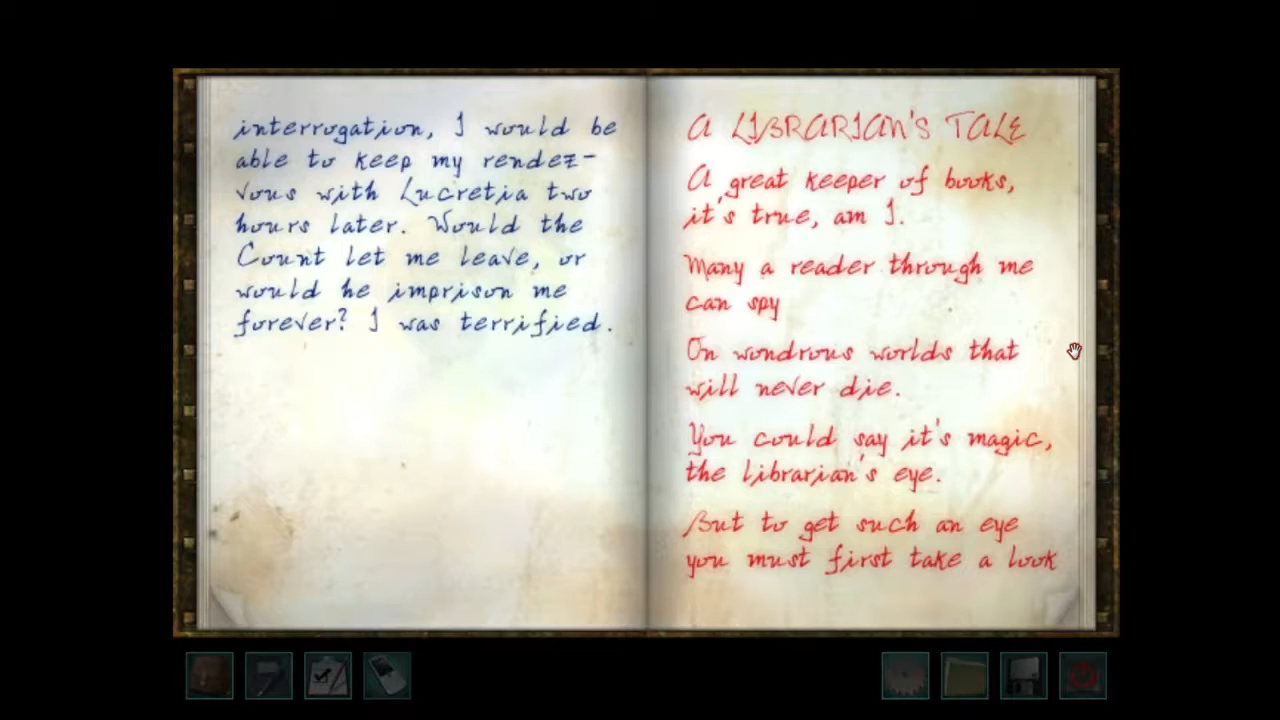 interrogation, I would be
able to keep my rendez-
vous with Lucretia two
hours later. Would the
Count let me leave, or
would he imprison me
forever? I was terrified.
A LIBRARIAN'S TALE
A great keeper of books,
it's true, am I.
Many a reader through me
can spy
On wondrous worlds that
will never die.
You could say it's magic,
the librarian's eye.
But to get such an eye
you must first take a look